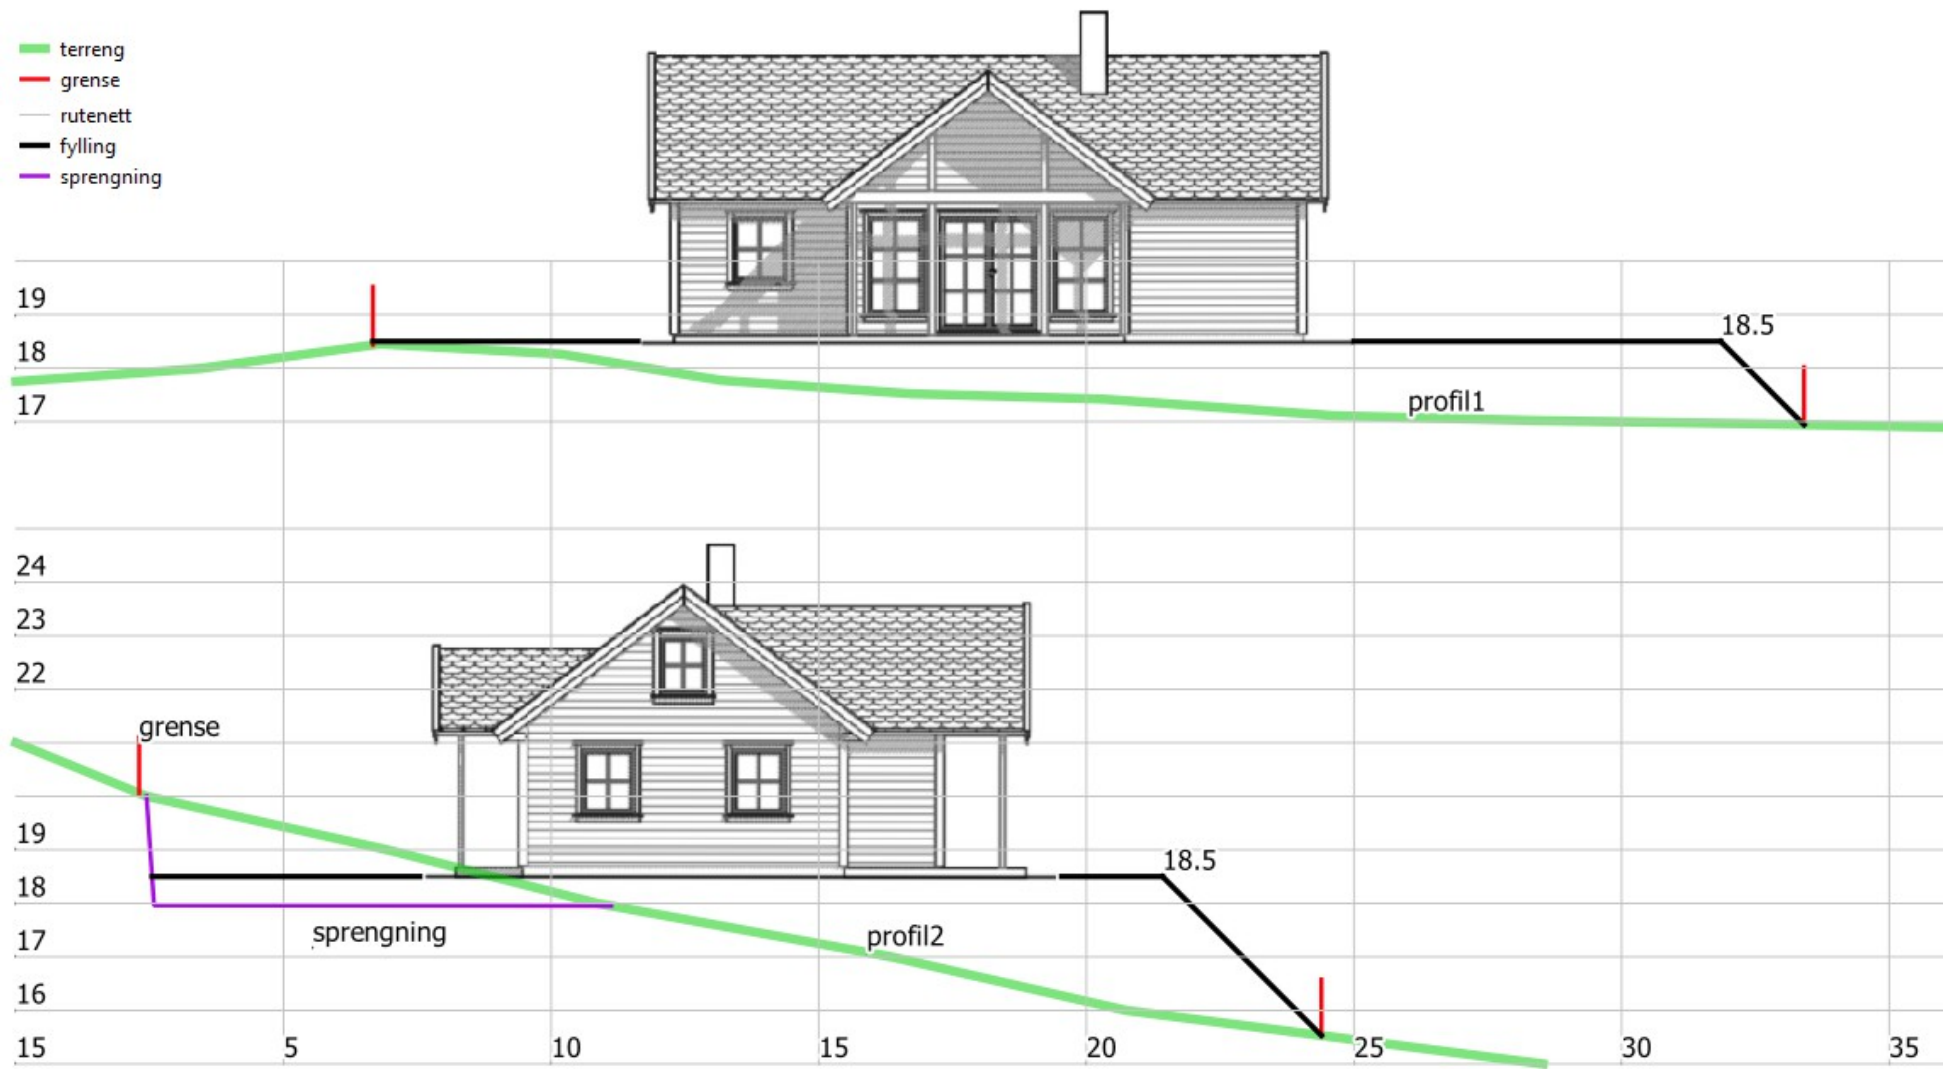 terreng
grense
rutenett
fylling
sprengning
19
18
18.5
17
profil1
24
23
22
grense
19
18.5
18
sprengning
profil2
17
16
15 5 10 15 20 25 30 35